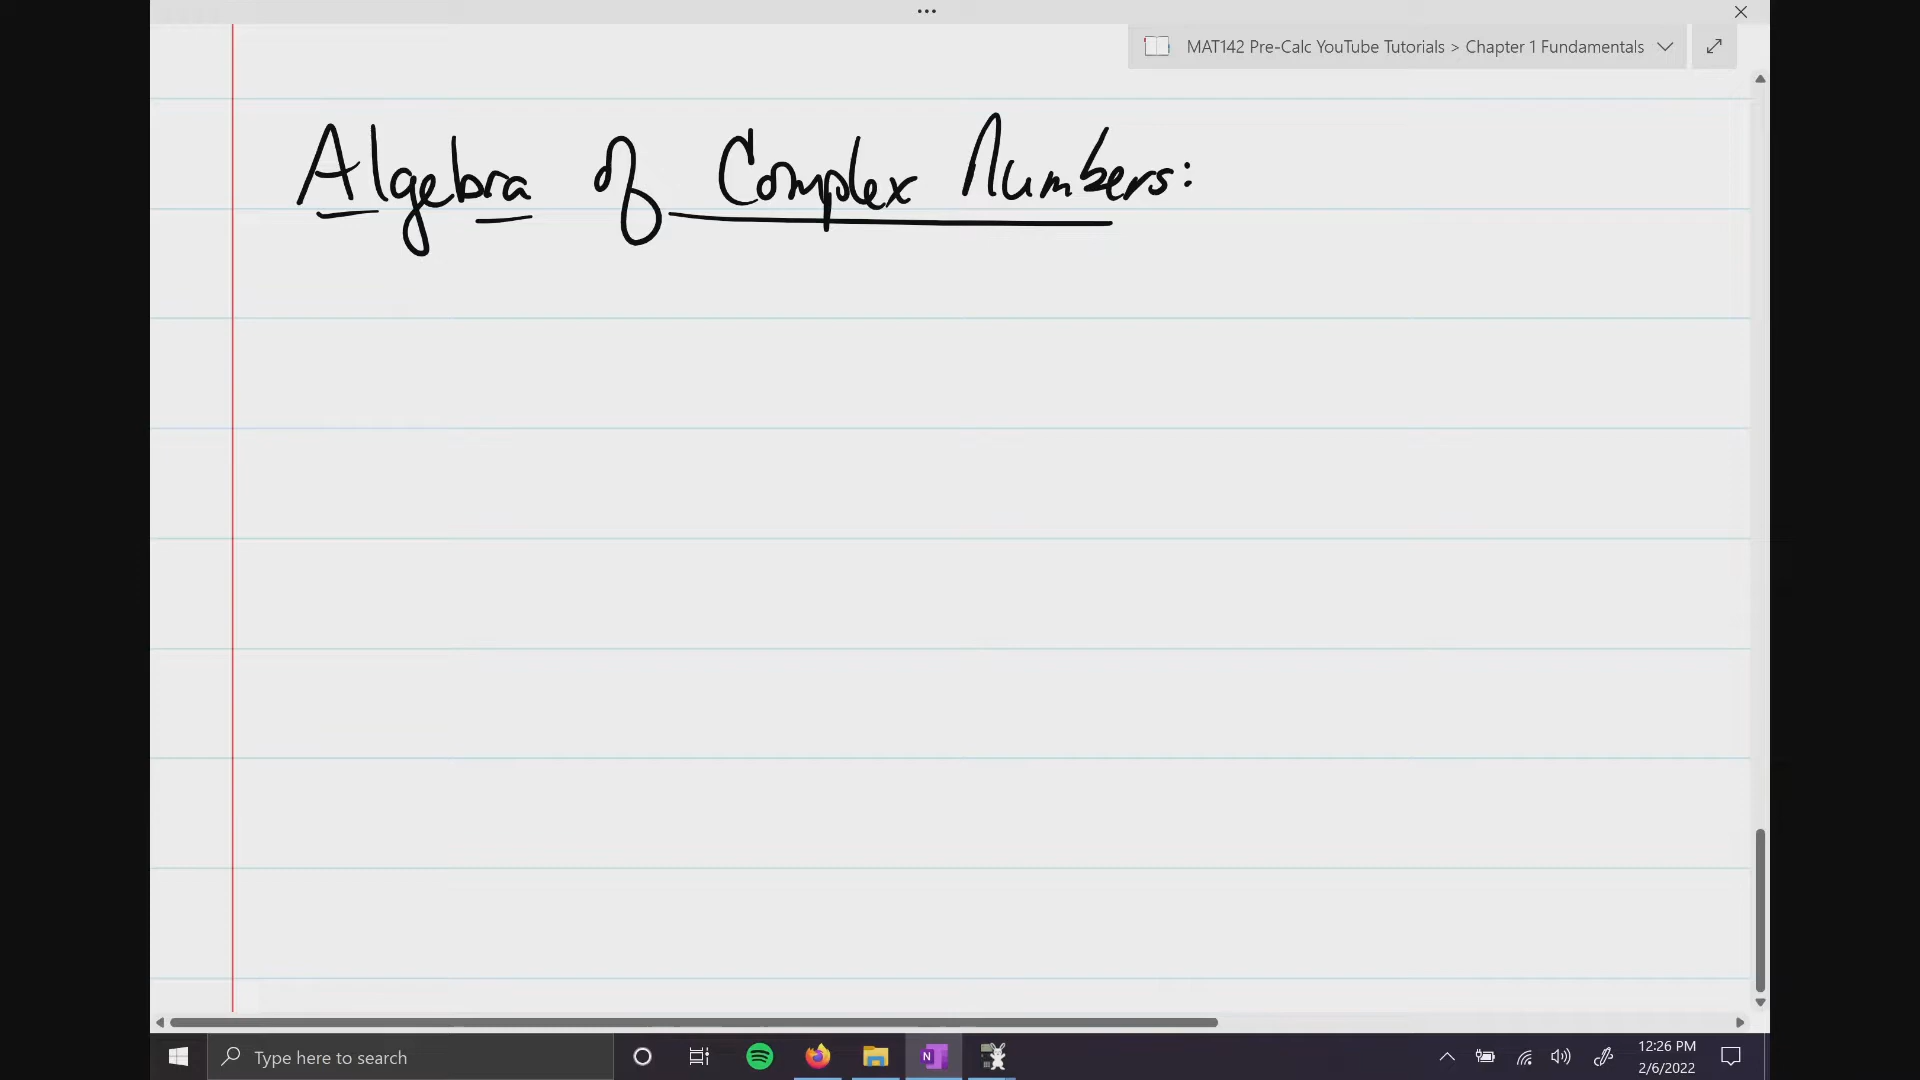 MAT142 Pre-Calc YouTube Tutorials > Chapter 1 Fundamentals
Algebra of Complex Numbers:
Type here to search
N
12:26 PM
2/6/2022